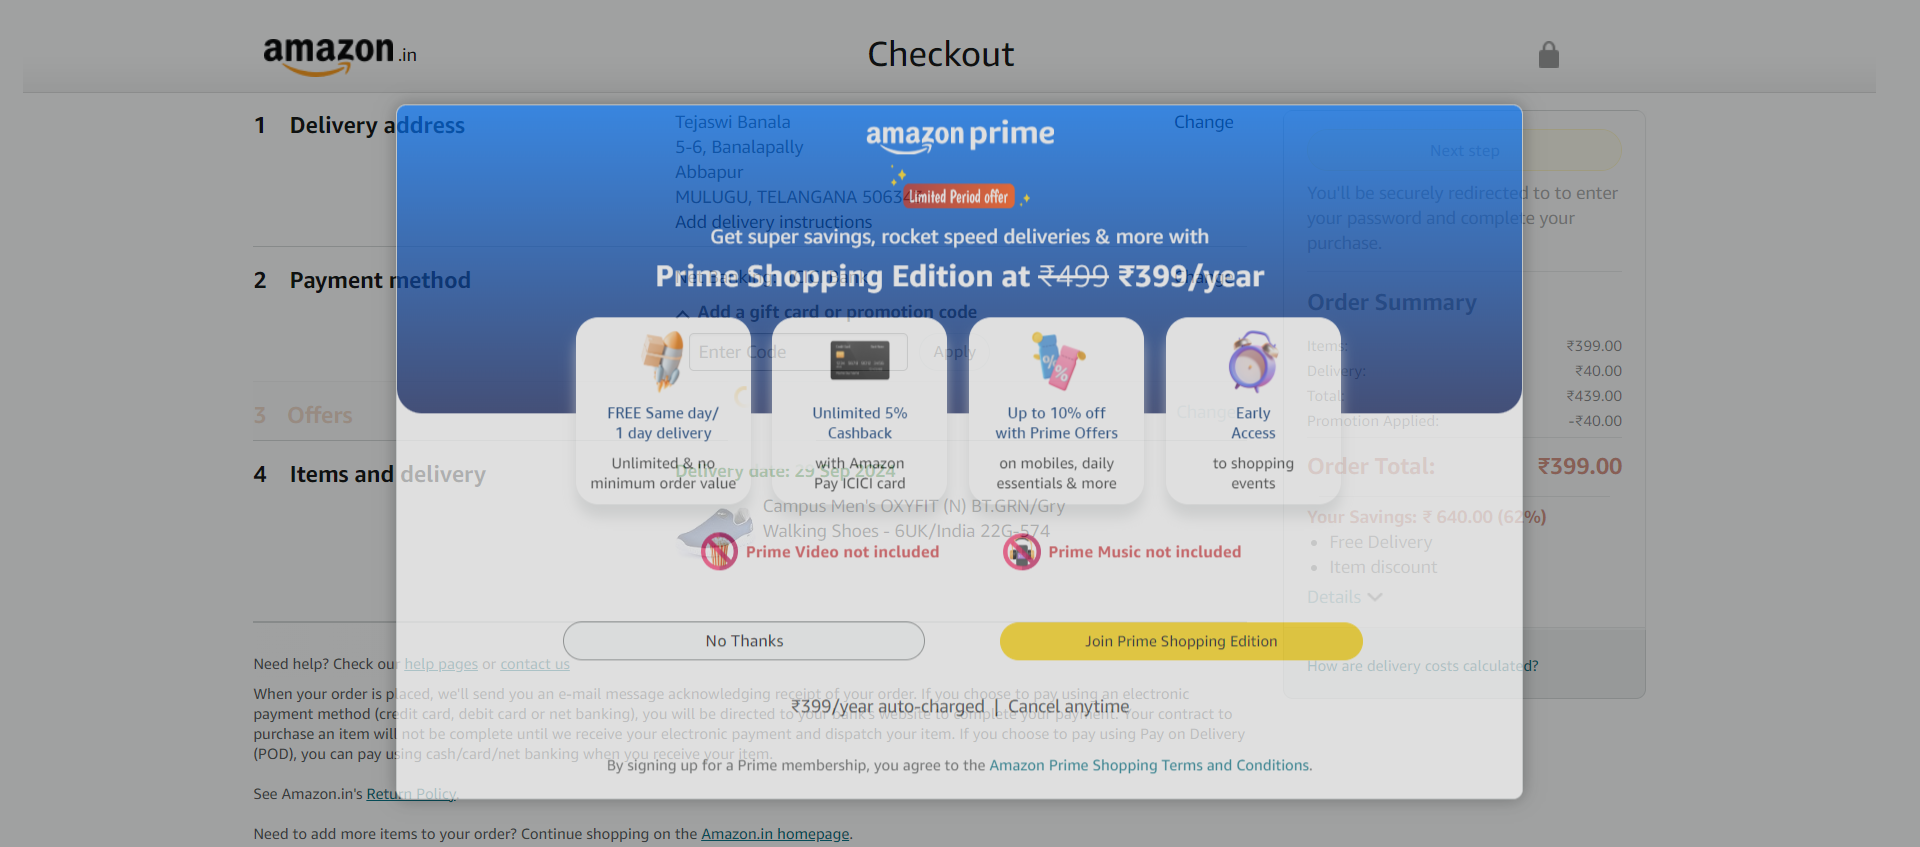 amazon.in
Checkout
1 Delivery address
Tejaswi Banala
5-6, Banalapally
Abbapur
MULUGU, TELANGANA 50634
Add delivery instructions
Change
amazon prime
Limited Period offer
Get super savings, rocket speed deliveries & more with
Prime Shopping Edition at ₹499 ₹399/year
FREE Same day/
1 day delivery
Unlimited & no
minimum order value
Unlimited 5%
Cashback
with Amazon
Pay ICICI card
Up to 10% off
with Prime Offers
on mobiles, daily
essentials & more
Early
Access
to shopping
events
Prime Video not included
Prime Music not included
No Thanks
Join Prime Shopping Edition
₹399/year auto-charged | Cancel anytime
By signing up for a Prime membership, you agree to the Amazon Prime Shopping Terms and Conditions.
2 Payment method
Change
Add a gift card or promotion code
Enter Code
Apply
3 Offers
Change
4 Items and delivery
Delivery date: 29 Sep 2024
Campus Men's OXYFIT (N) BT.GRN/Gry
Walking Shoes - 6UK/India 22G-574
Next step
You'll be securely redirected to to enter
your password and complete your
purchase.
Order Summary
Items: ₹399.00
Delivery: ₹40.00
Total: ₹439.00
Promotion Applied: -₹40.00
Order Total: ₹399.00
Your Savings: ₹ 640.00 (62%)
Free Delivery
Item discount
Details
How are delivery costs calculated?
Need help? Check our help pages or contact us
When your order is placed, we'll send you an e-mail message acknowledging receipt of your order. If you choose to pay using an electronic
payment method (credit card, debit card or net banking), you will be directed to your bank's website to complete your payment. Your contract to
purchase an item will not be complete until we receive your electronic payment and dispatch your item. If you choose to pay using Pay on Delivery
(POD), you can pay using cash/card/net banking when you receive your item.
See Amazon.in's Return Policy.
Need to add more items to your order? Continue shopping on the Amazon.in homepage.